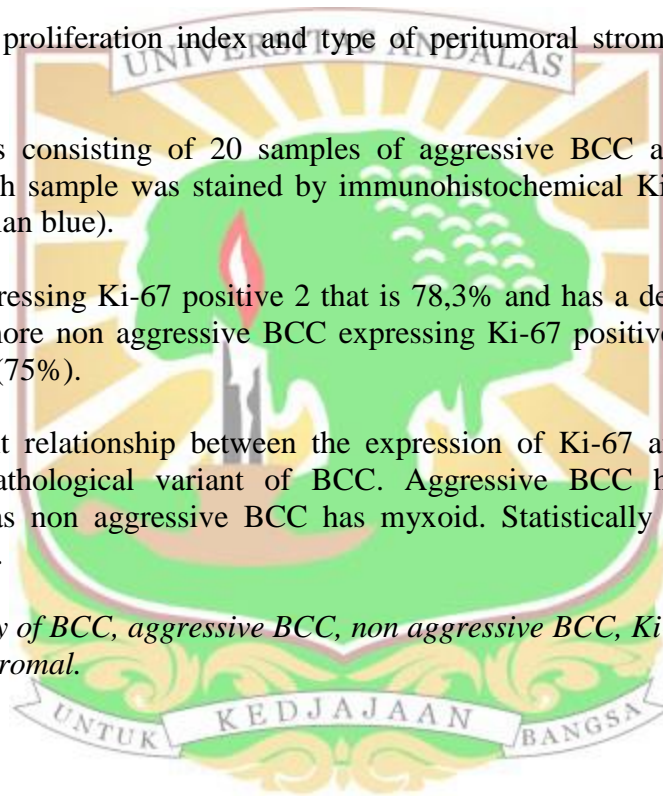 proliferation index and type of peritumoral strom
UNIVERSITAS ANDALAS
s consisting of 20 samples of aggressive BCC a
h sample was stained by immunohistochemical Ki
ian blue).
ressing Ki-67 positive 2 that is 78,3% and has a de
more non aggressive BCC expressing Ki-67 positive
(75%).
t relationship between the expression of Ki-67 a
athological variant of BCC. Aggressive BCC h
as non aggressive BCC has myxoid. Statistically
y of BCC, aggressive BCC, non aggressive BCC, Ki
romal.
UNTUK KEDJAJAAN BANGSA